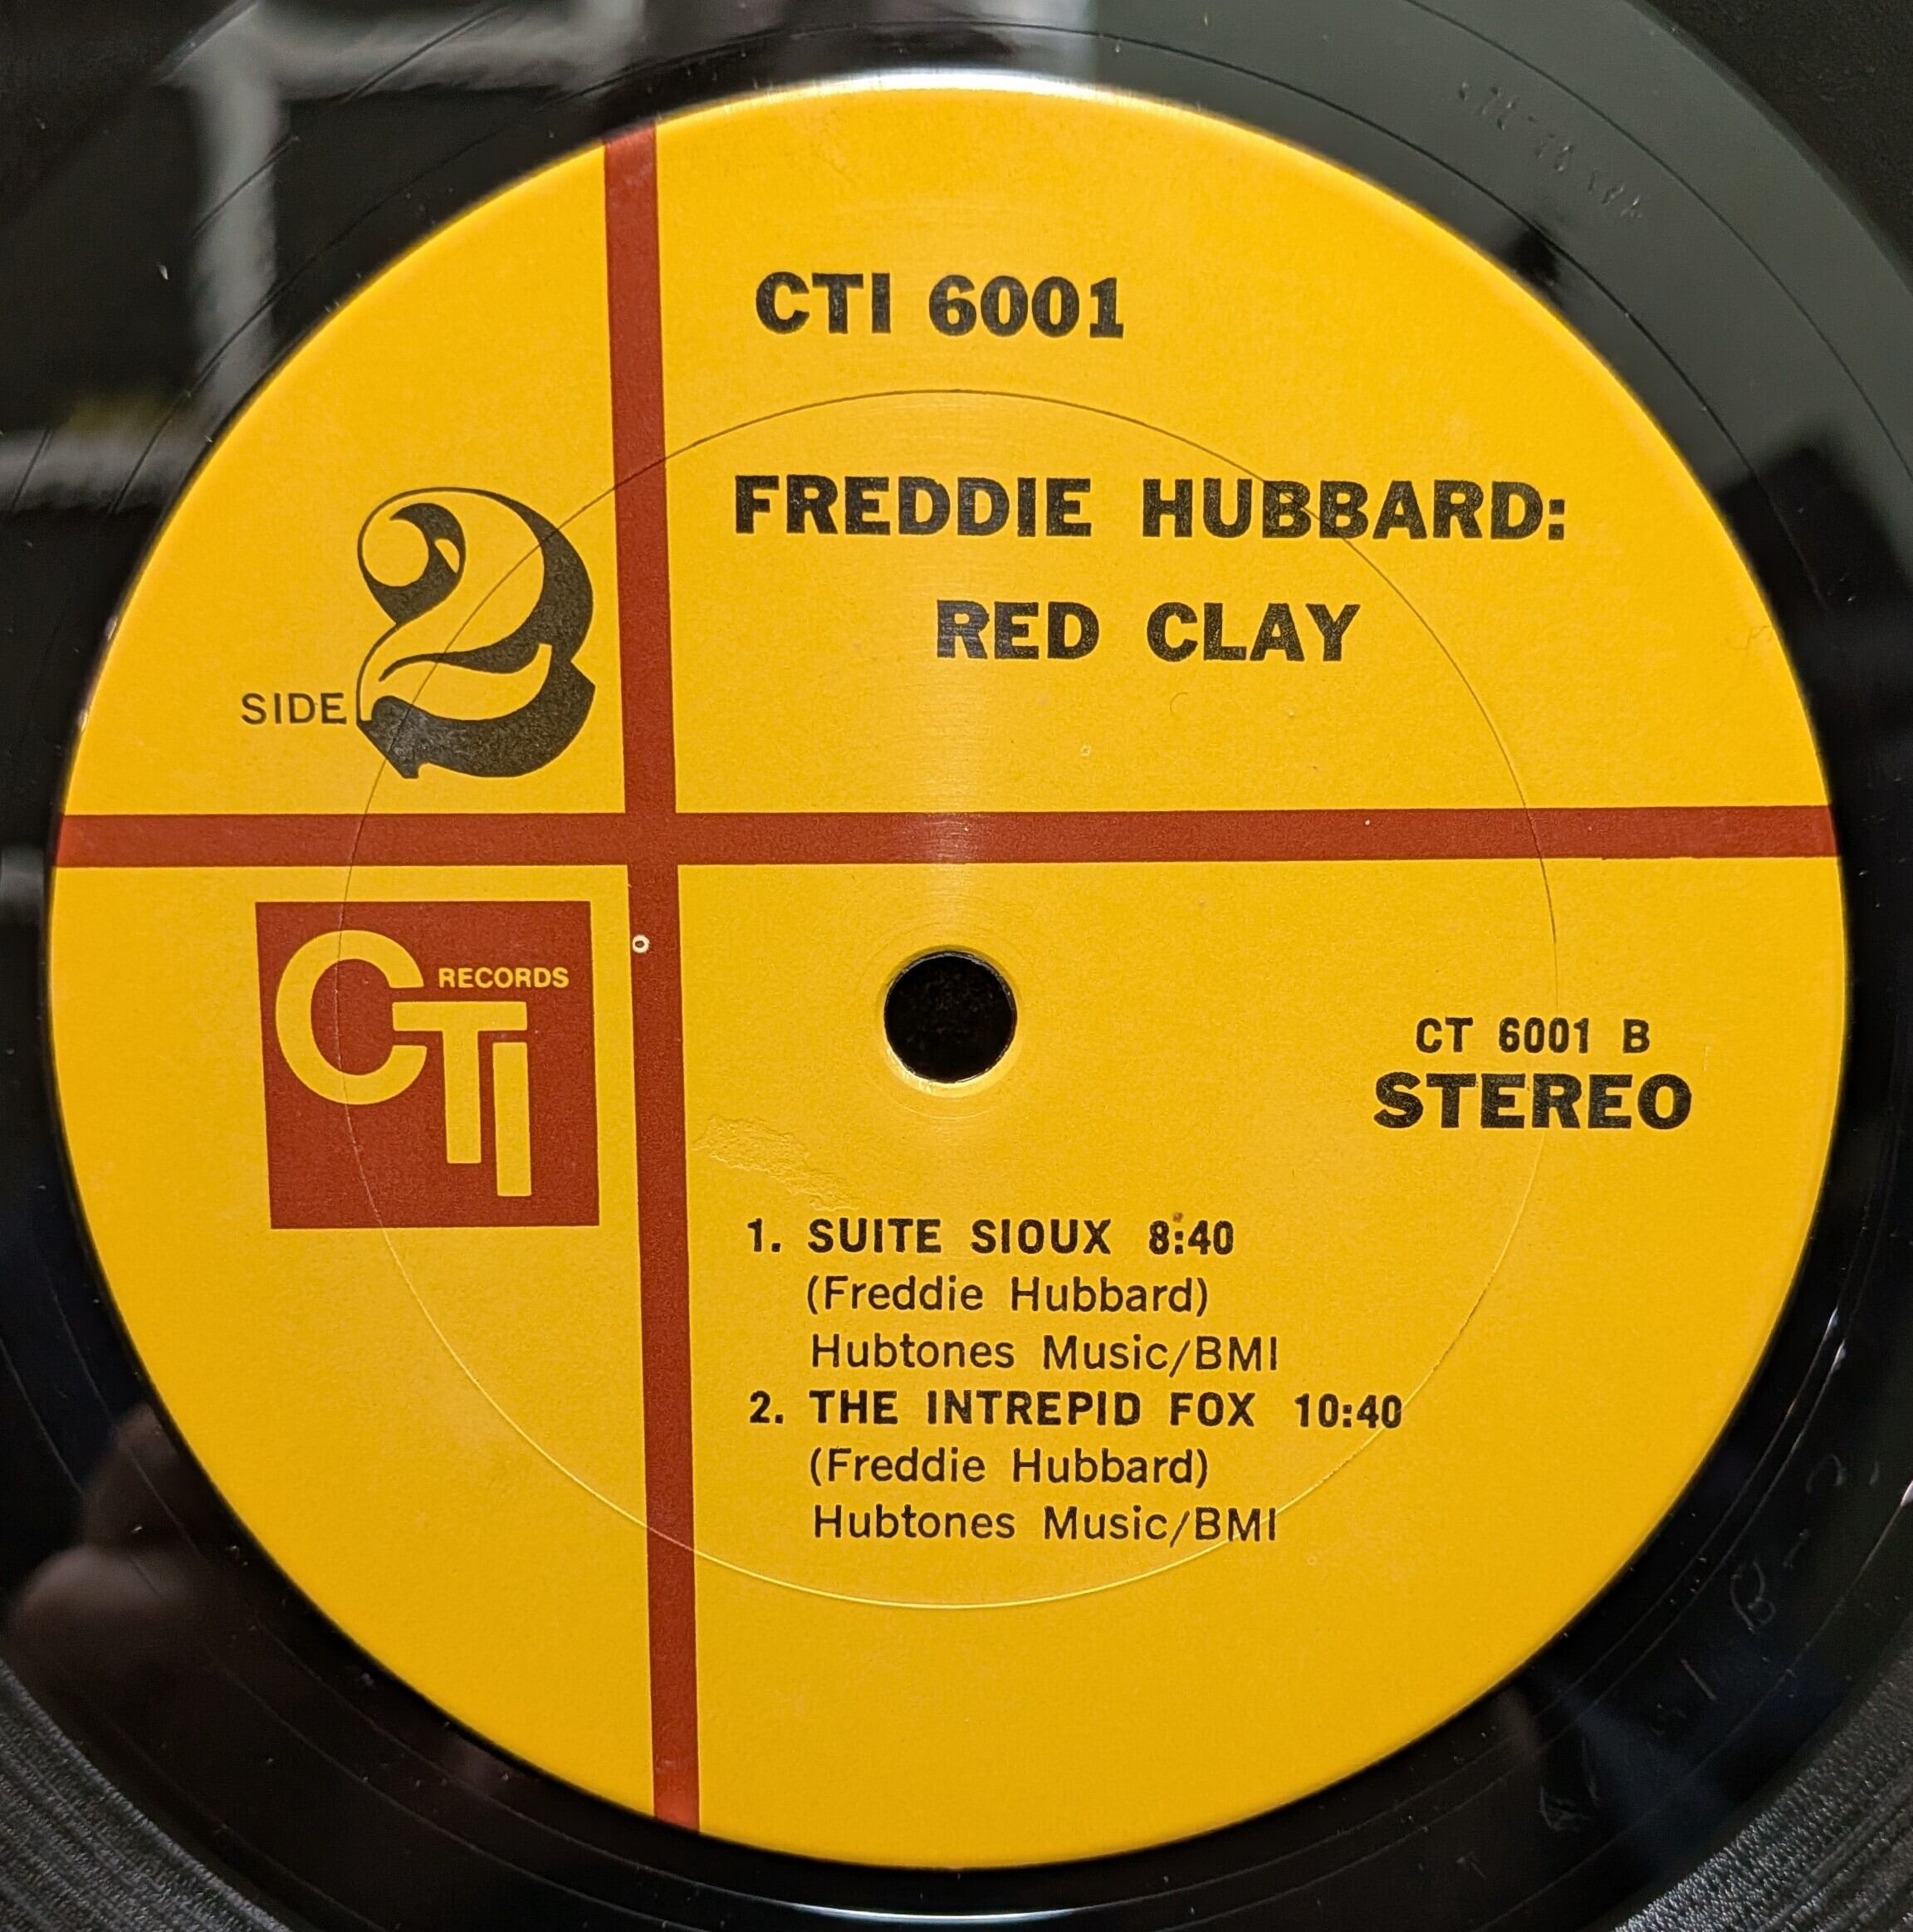 CTI 6001
FREDDIE HUBBARD:
RED CLAY
SIDE 2
RECORDS
CTI
CT 6001 B
STEREO
1. SUITE SIOUX 8:40
(Freddie Hubbard)
Hubtones Music/BMI
2. THE INTREPID FOX 10:40
(Freddie Hubbard)
Hubtones Music/BMI